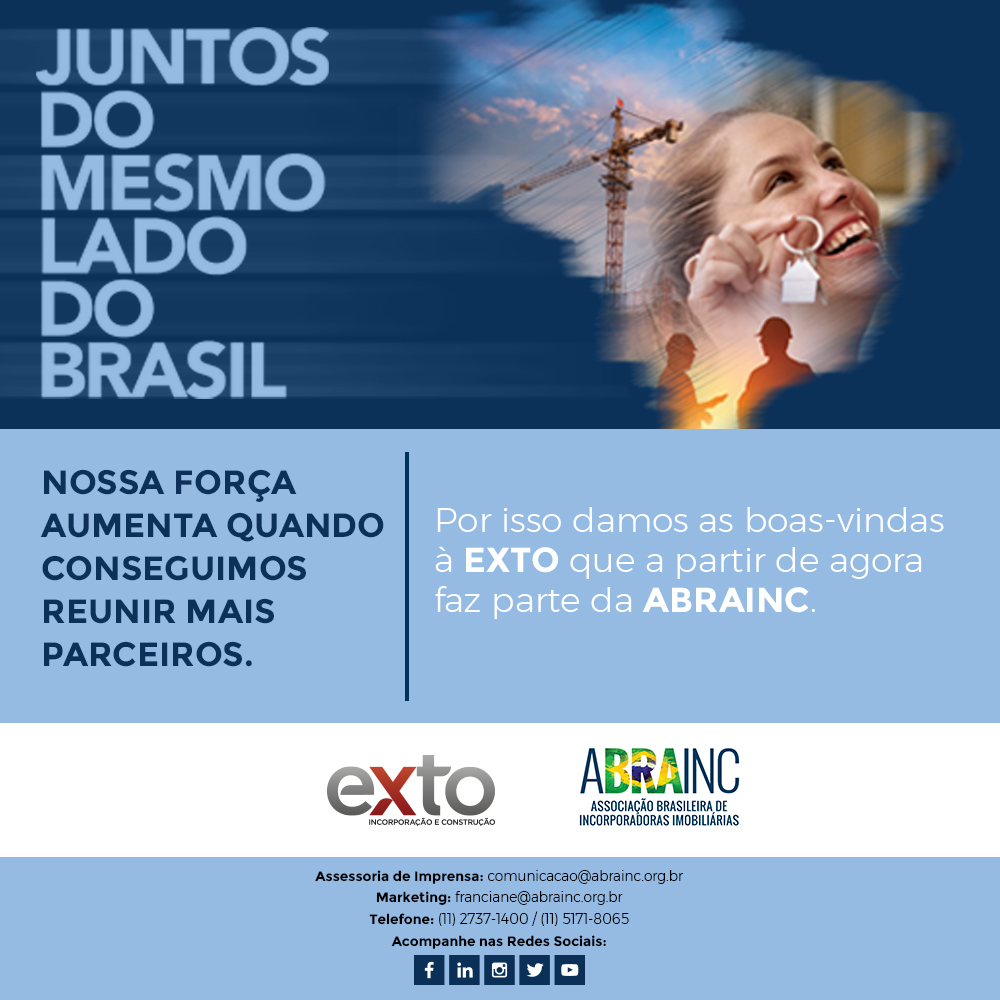 JUNTOS
DO
MESMO
LADO
DO
BRASIL
NOSSA FORÇA
AUMENTA QUANDO
CONSEGUIMOS
REUNIR MAIS
PARCEIROS.
Por isso damos as boas-vindas
à EXTO que a partir de agora
faz parte da ABRAINC.
exto
INCORPORAÇÃO E CONSTRUÇÃO
ABRAINC
ASSOCIAÇÃO BRASILEIRA DE
INCORPORADORAS IMOBILIÁRIAS
Assessoria de Imprensa: comunicacao@abrainc.org.br
Marketing: franciane@abrainc.org.br
Telefone: (11) 2737-1400 / (11) 5171-8065
Acompanhe nas Redes Sociais: